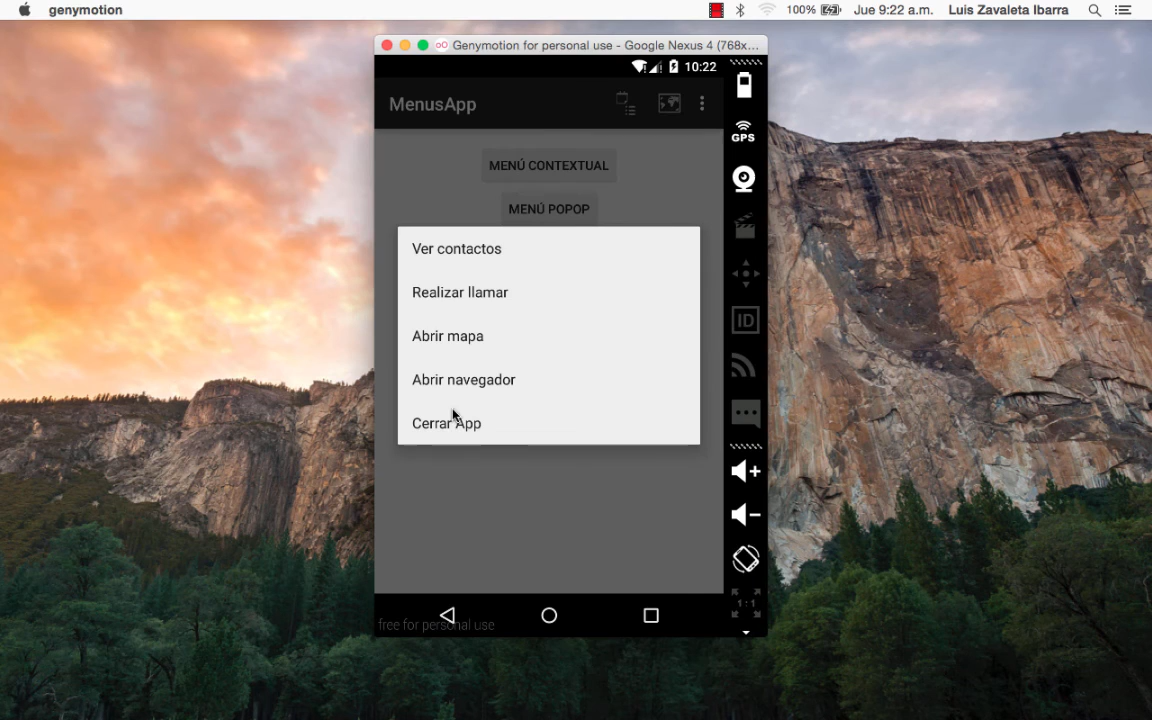 genymotion
100%
Jue 9:22 a.m.
Luis Zavaleta Ibarra
Genymotion for personal use - Google Nexus 4 (768x...
10:22
MenusApp
GPS
MENÚ CONTEXTUAL
MENÚ POPOP
Ver contactos
Realizar llamar
Abrir mapa
ID
Abrir navegador
Cerrar App
1:1
free for personal use